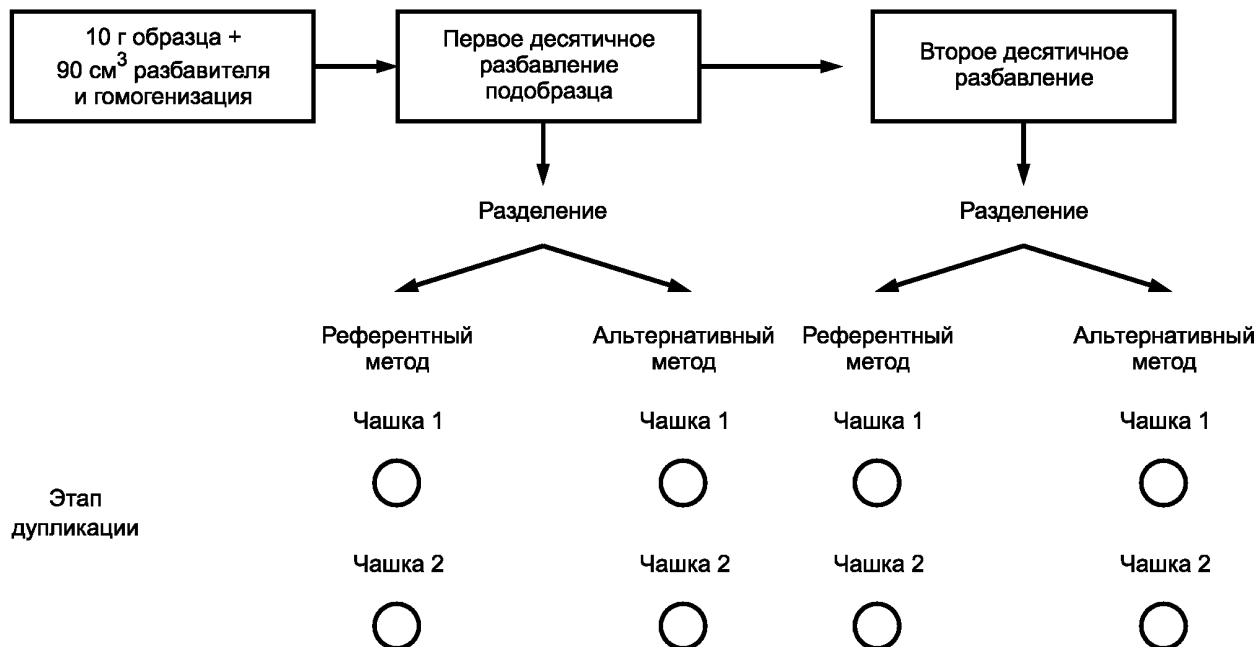 10 г образца +
90 см³ разбавителя
и гомогенизация
Первое десятичное
разбавление
подобразца
Второе десятичное
разбавление
Разделение
Разделение
Референтный
метод
Альтернативный
метод
Референтный
метод
Альтернативный
метод
Чашка 1
Чашка 1
Чашка 1
Чашка 1
Этап
дупликации
Чашка 2
Чашка 2
Чашка 2
Чашка 2